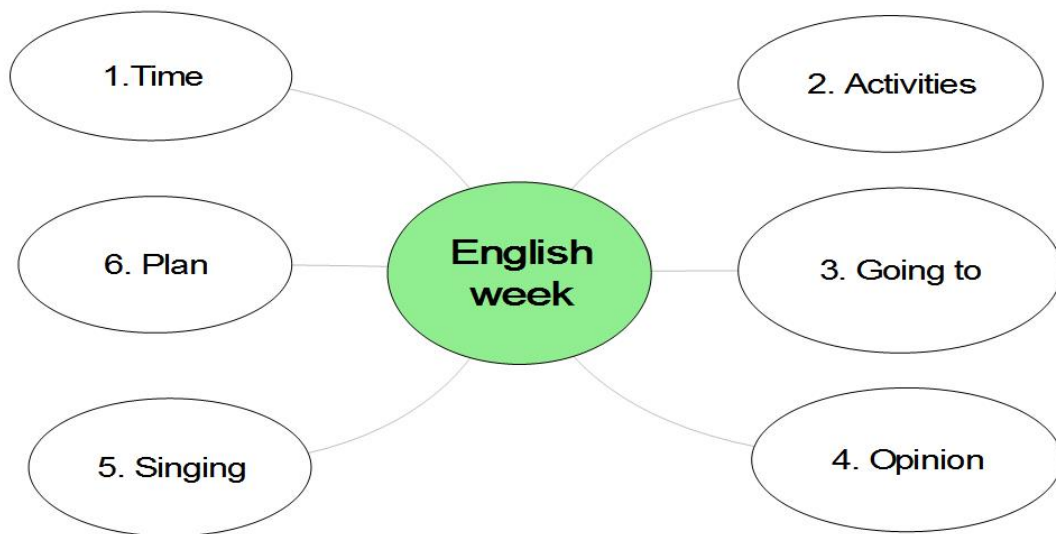 1.Time
2. Activities
English
week
6. Plan
3. Going to
5. Singing
4. Opinion